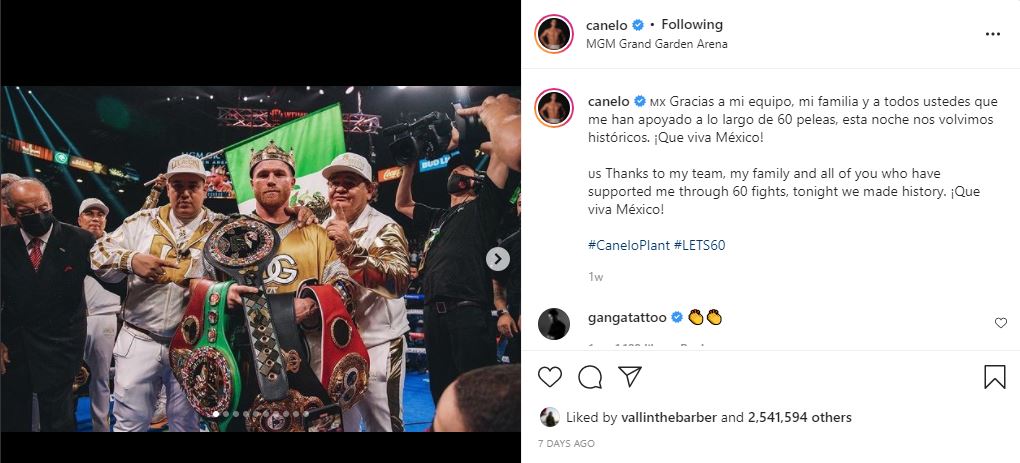 canelo • Following
MGM Grand Garden Arena
canelo MX Gracias a mi equipo, mi familia y a todos ustedes que
me han apoyado a lo largo de 60 peleas, esta noche nos volvimos
históricos. ¡Que viva México!
us Thanks to my team, my family and all of you who have
supported me through 60 fights, tonight we made history. ¡Que
viva México!
#CaneloPlant #LETS60
1w
gangatattoo 👏👏
Liked by vallinthebarber and 2,541,594 others
7 DAYS AGO
BUD LIGHT